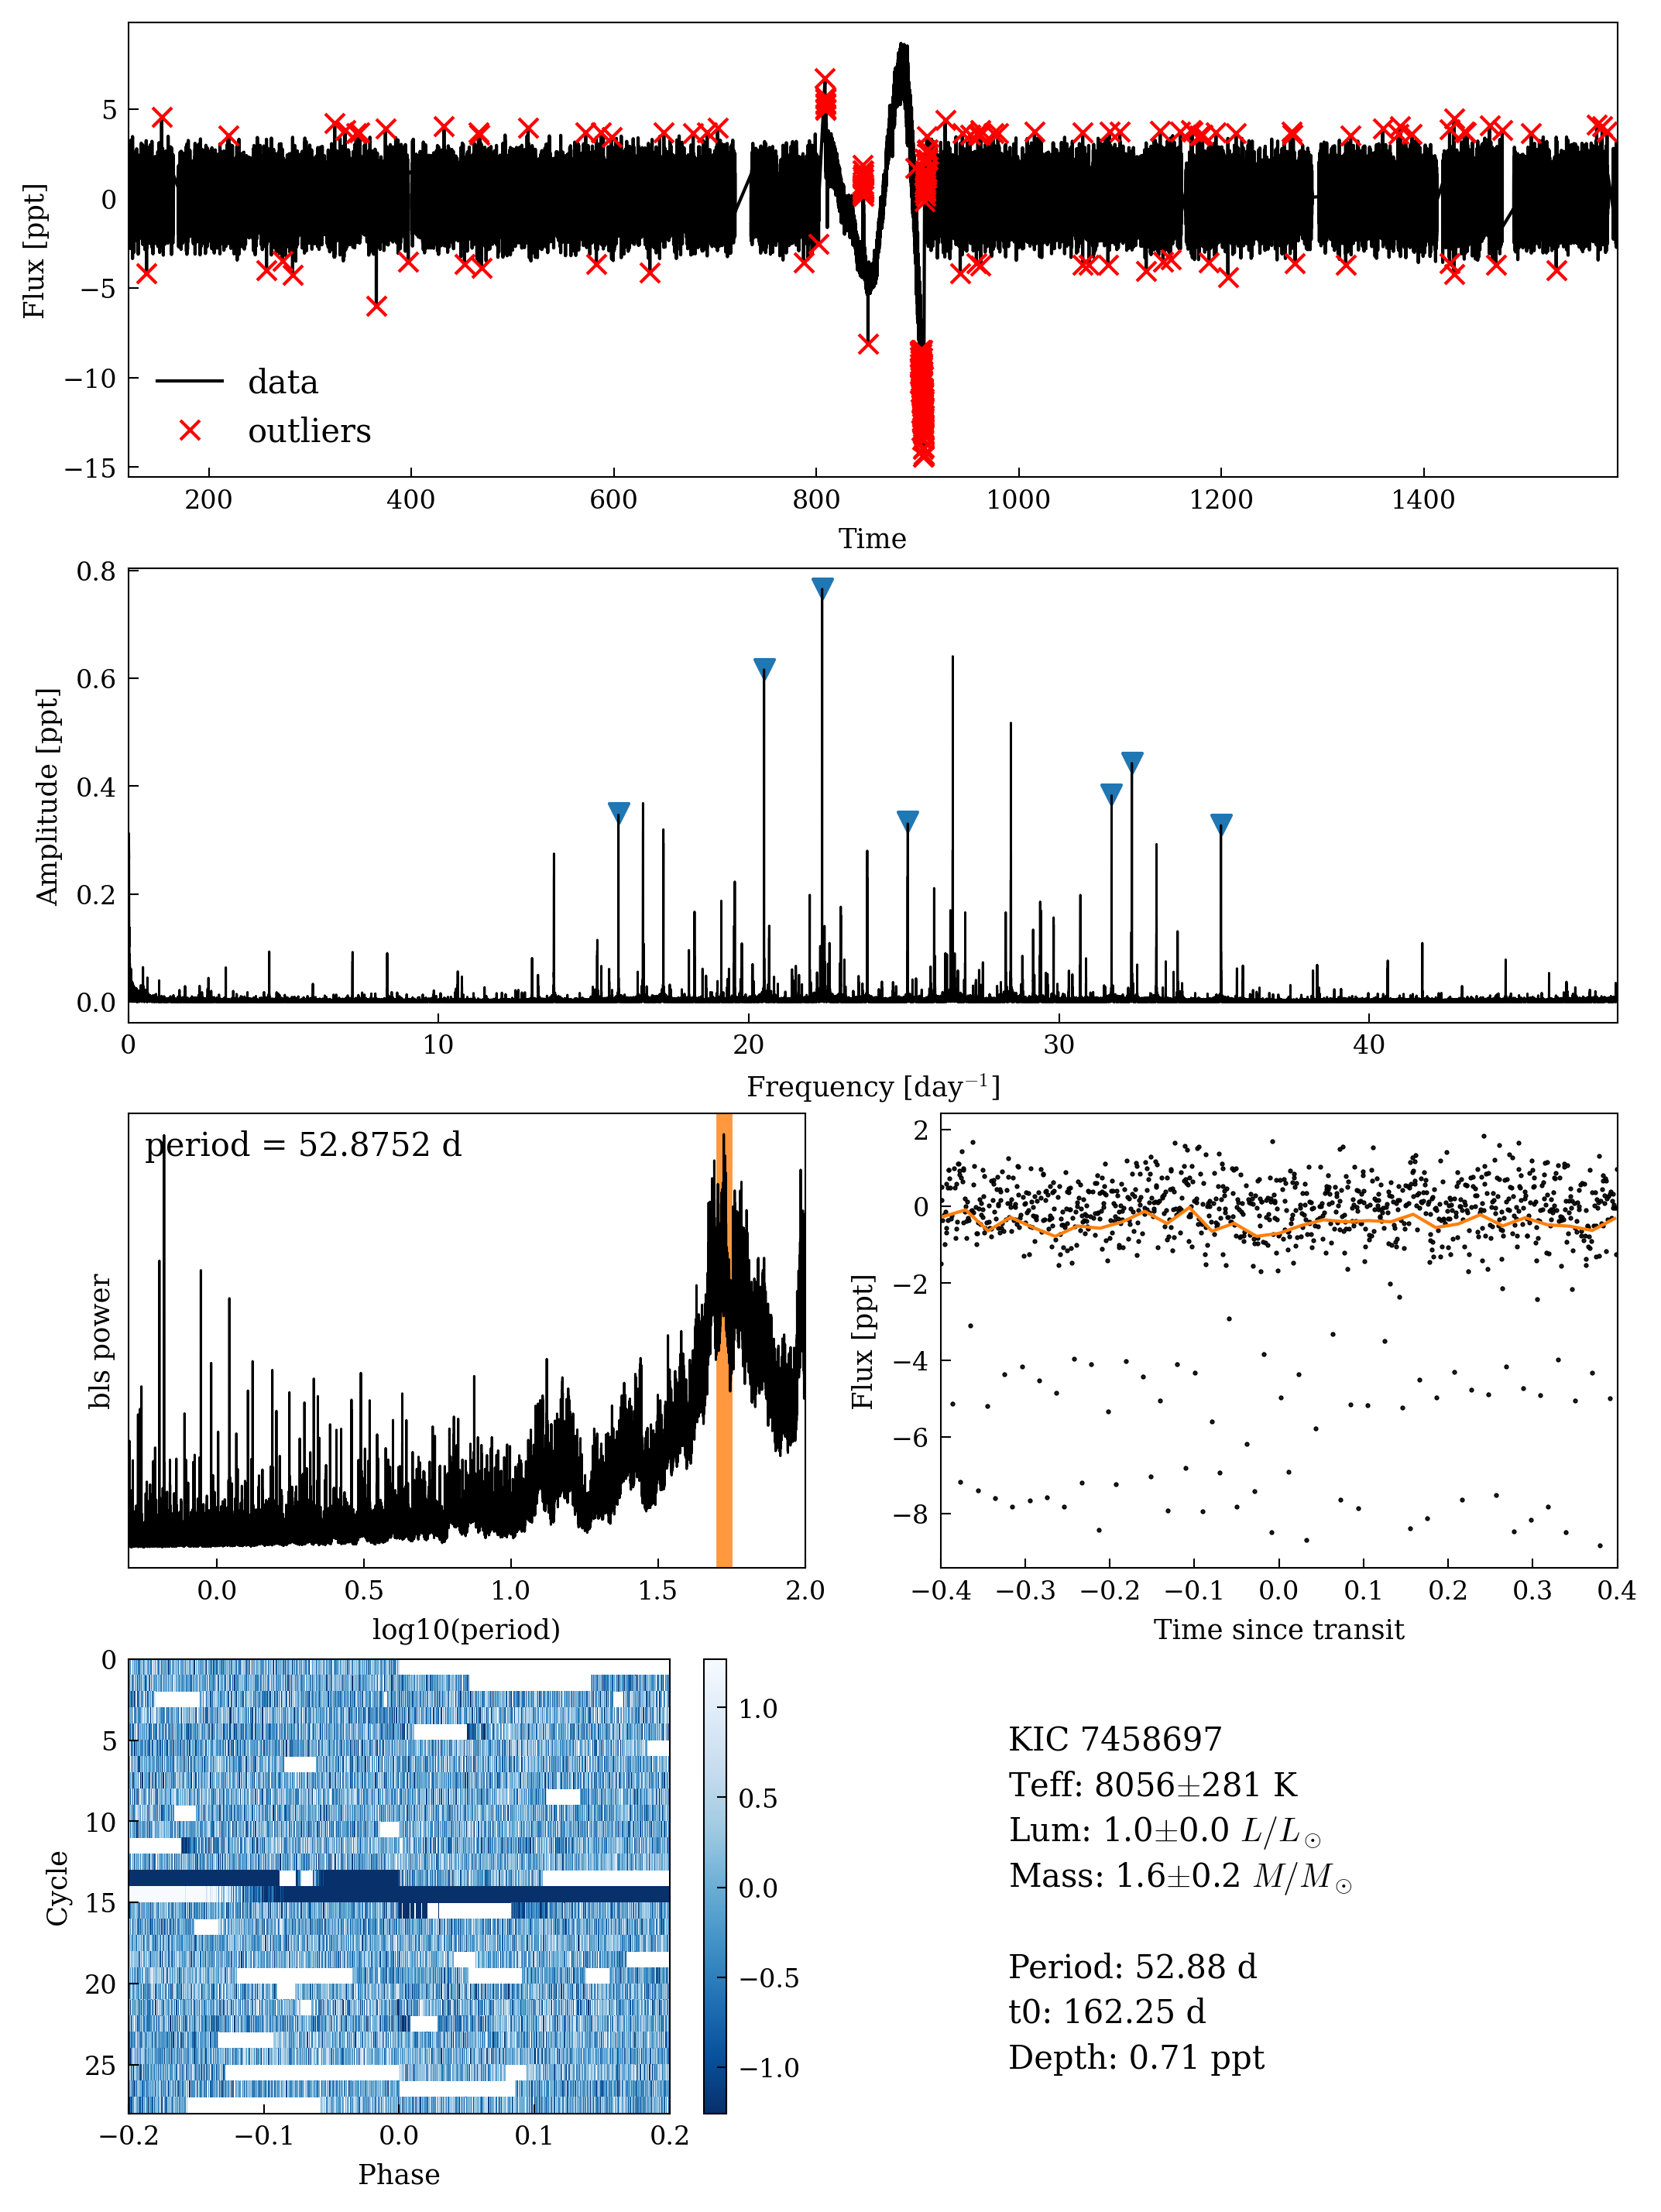 5
0
−5
−10
−15
Flux [ppt]
data
outliers
200 400 600 800 1000 1200 1400
Time
0.8
0.6
0.4
0.2
0.0
Amplitude [ppt]
0 10 20 30 40
Frequency [day⁻¹]
period = 52.8752 d
bls power
0.0 0.5 1.0 1.5 2.0
log10(period)
2
0
−2
−4
−6
−8
Flux [ppt]
−0.4 −0.3 −0.2 −0.1 0.0 0.1 0.2 0.3 0.4
Time since transit
0
5
10
15
20
25
Cycle
−0.2 −0.1 0.0 0.1 0.2
Phase
1.0
0.5
0.0
−0.5
−1.0
KIC 7458697
Teff: 8056±281 K
Lum: 1.0±0.0 L/L⊙
Mass: 1.6±0.2 M/M⊙
Period: 52.88 d
t0: 162.25 d
Depth: 0.71 ppt